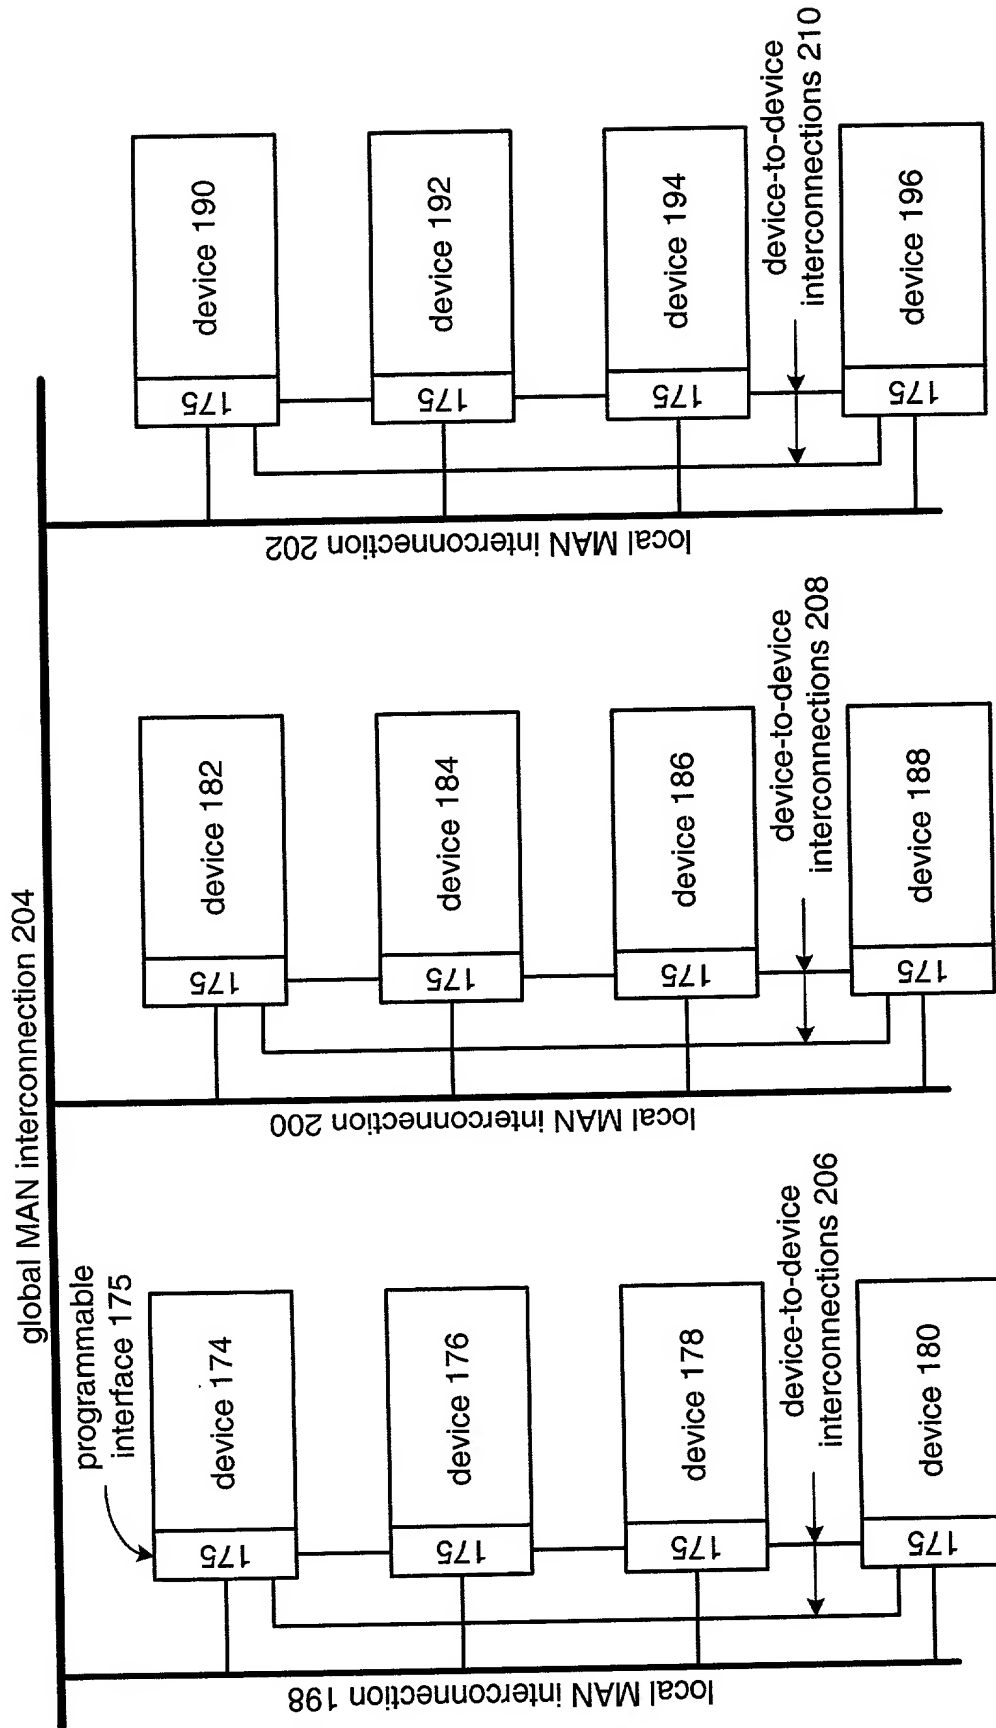 global MAN interconnection 204
programmable
interface 175
local MAN interconnection 198
175
device 174
175
device 176
175
device 178
device-to-device
interconnections 206
175
device 180
local MAN interconnection 200
175
device 182
175
device 184
175
device 186
device-to-device
interconnections 208
175
device 188
local MAN interconnection 202
175
device 190
175
device 192
175
device 194
device-to-device
interconnections 210
175
device 196